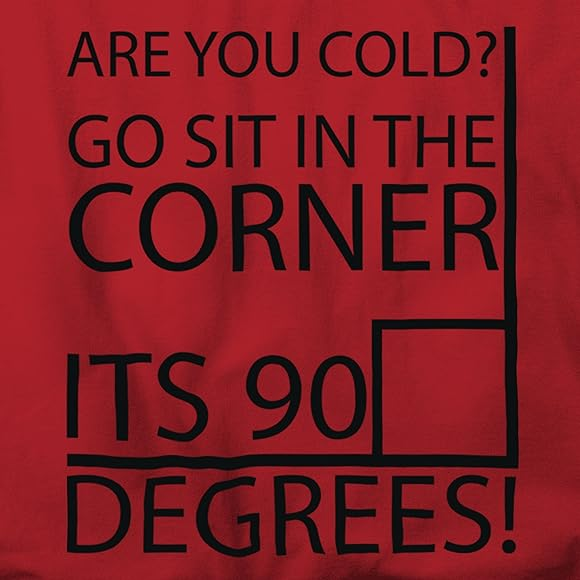 ARE YOU COLD?
GO SIT IN THE
CORNER
ITS 90
DEGREES!